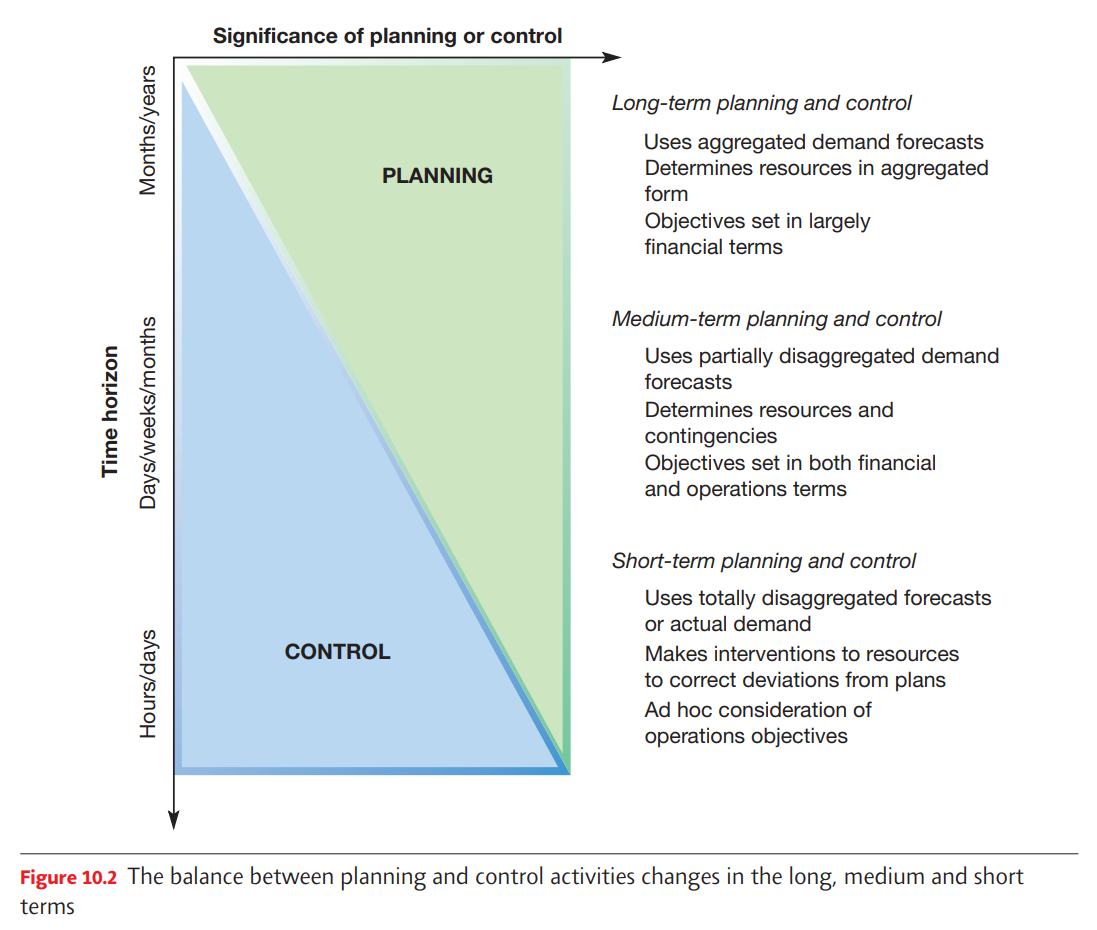 Significance of planning or control
Months/years
Days/weeks/months
Hours/days
Time horizon
PLANNING
CONTROL
Long-term planning and control
Uses aggregated demand forecasts
Determines resources in aggregated
form
Objectives set in largely
financial terms
Medium-term planning and control
Uses partially disaggregated demand
forecasts
Determines resources and
contingencies
Objectives set in both financial
and operations terms
Short-term planning and control
Uses totally disaggregated forecasts
or actual demand
Makes interventions to resources
to correct deviations from plans
Ad hoc consideration of
operations objectives
Figure 10.2 The balance between planning and control activities changes in the long, medium and short
terms